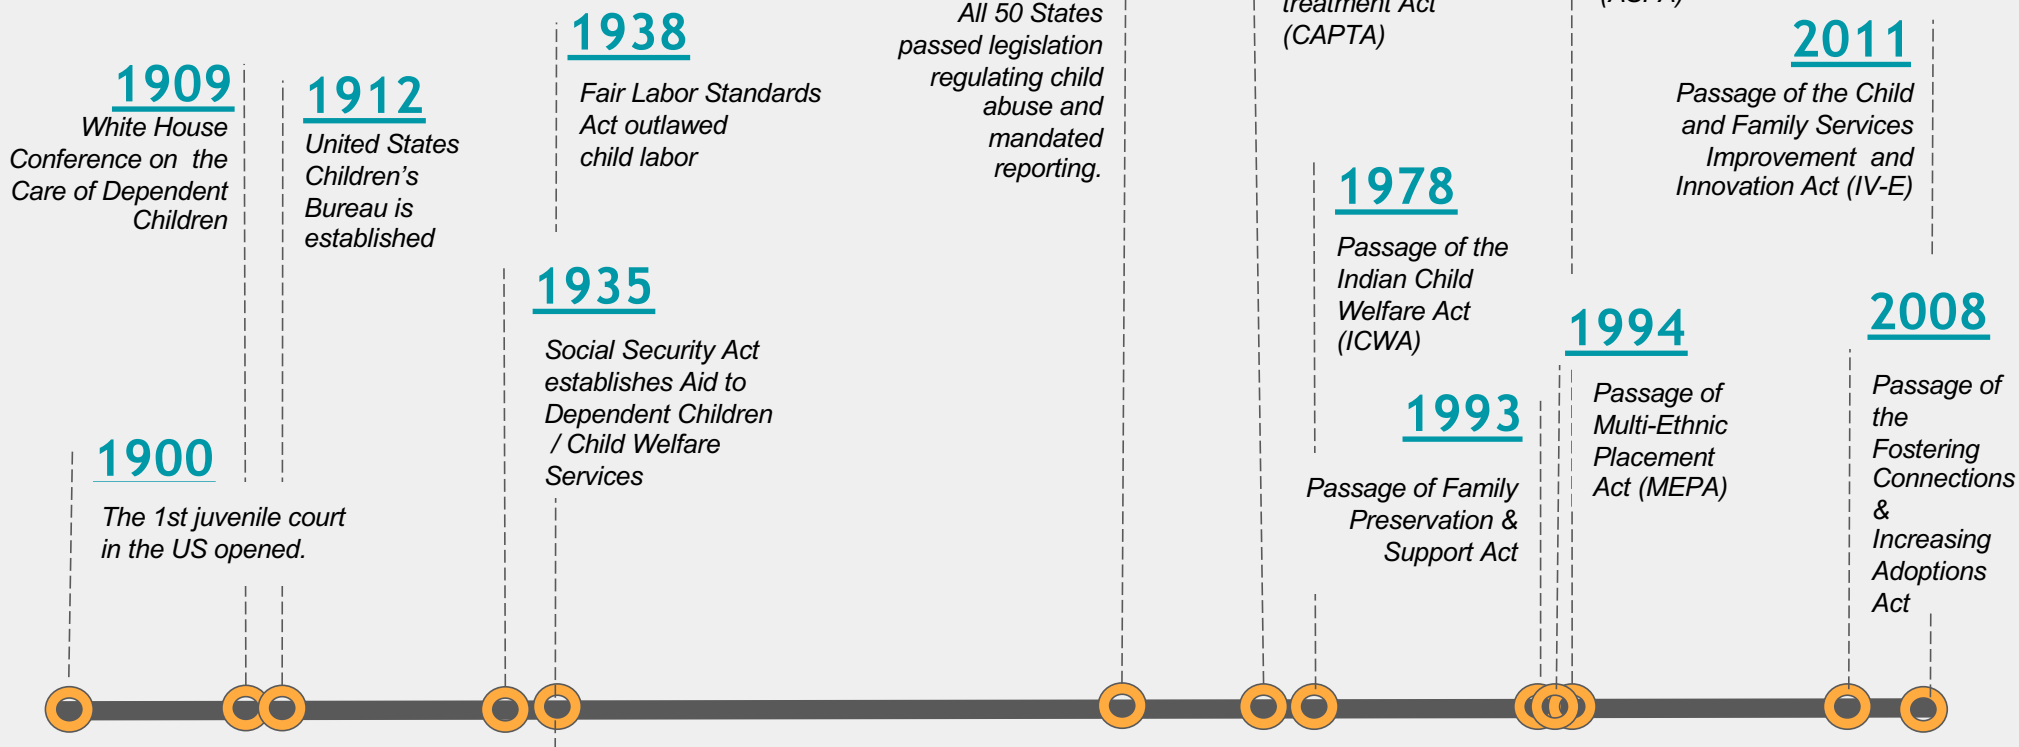 1909
White House
Conference on the
Care of Dependent
Children
1912
United States
Children's
Bureau is
established
1938
Fair Labor Standards
Act outlawed
child labor
1935
Social Security Act
establishes Aid to
Dependent Children
/ Child Welfare
Services
1900
The 1st juvenile court
in the US opened.
All 50 States
passed legislation
regulating child
abuse and
mandated
reporting.
treatment Act
(CAPTA)
1978
Passage of the
Indian Child
Welfare Act
(ICWA)
1993
Passage of Family
Preservation &
Support Act
1994
Passage of
Multi-Ethnic
Placement
Act (MEPA)
2011
Passage of the Child
and Family Services
Improvement and
Innovation Act (IV-E)
2008
Passage of
the
Fostering
Connections
&
Increasing
Adoptions
Act